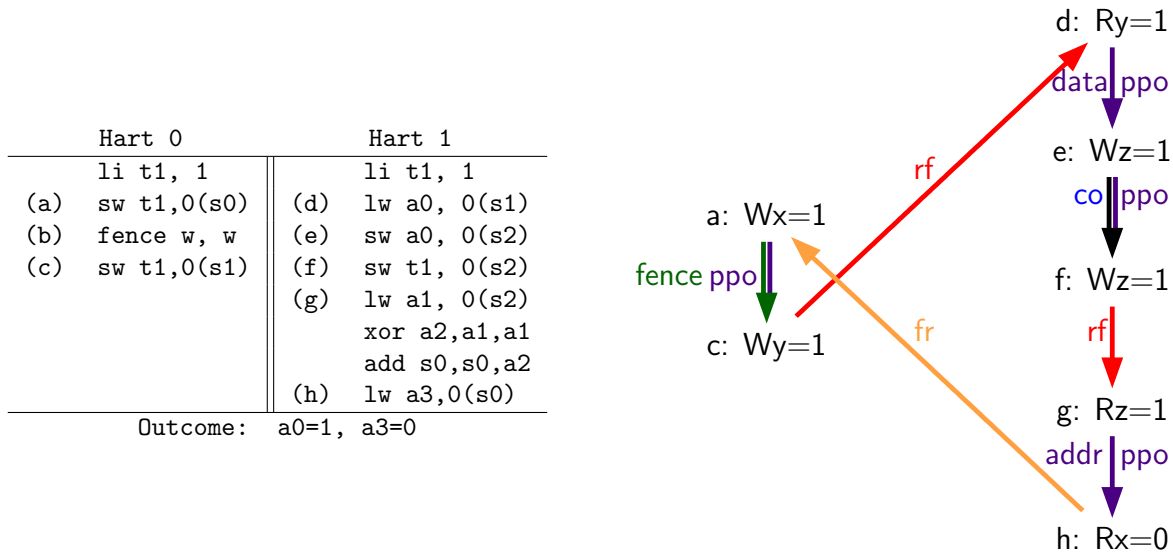 Hart 0 Hart 1
li t1, 1 li t1, 1
(a) sw t1,0(s0) (d) lw a0, 0(s1)
(b) fence w, w (e) sw a0, 0(s2)
(c) sw t1,0(s1) (f) sw t1, 0(s2)
(g) lw a1, 0(s2)
xor a2,a1,a1
add s0,s0,a2
(h) lw a3,0(s0)
Outcome: a0=1, a3=0
d: Ry=1
data ppo
rf
e: Wz=1
co ppo
a: Wx=1
fence ppo
f: Wz=1
fr
rf
c: Wy=1
g: Rz=1
addr ppo
h: Rx=0